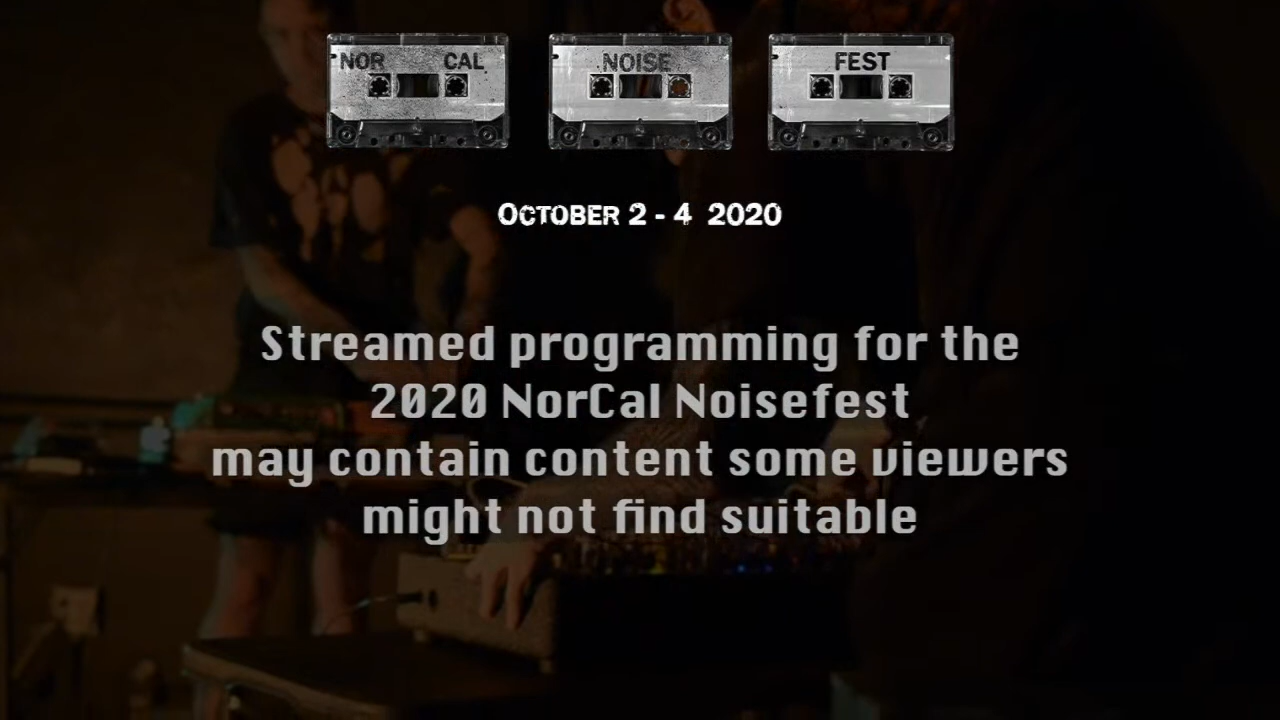 NOR CAL NOISE FEST
OCTOBER 2 - 4 2020
Streamed programming for the
2020 NorCal Noisefest
may contain content some viewers
might not find suitable